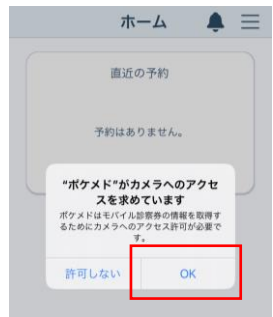 ホーム
直近の予約
予約はありません。
"ポケメド"がカメラへのアクセ
スを求めています
ポケメドはモバイル診察券の情報を取得す
るためにカメラへのアクセス許可が必要で
す。
許可しない
OK